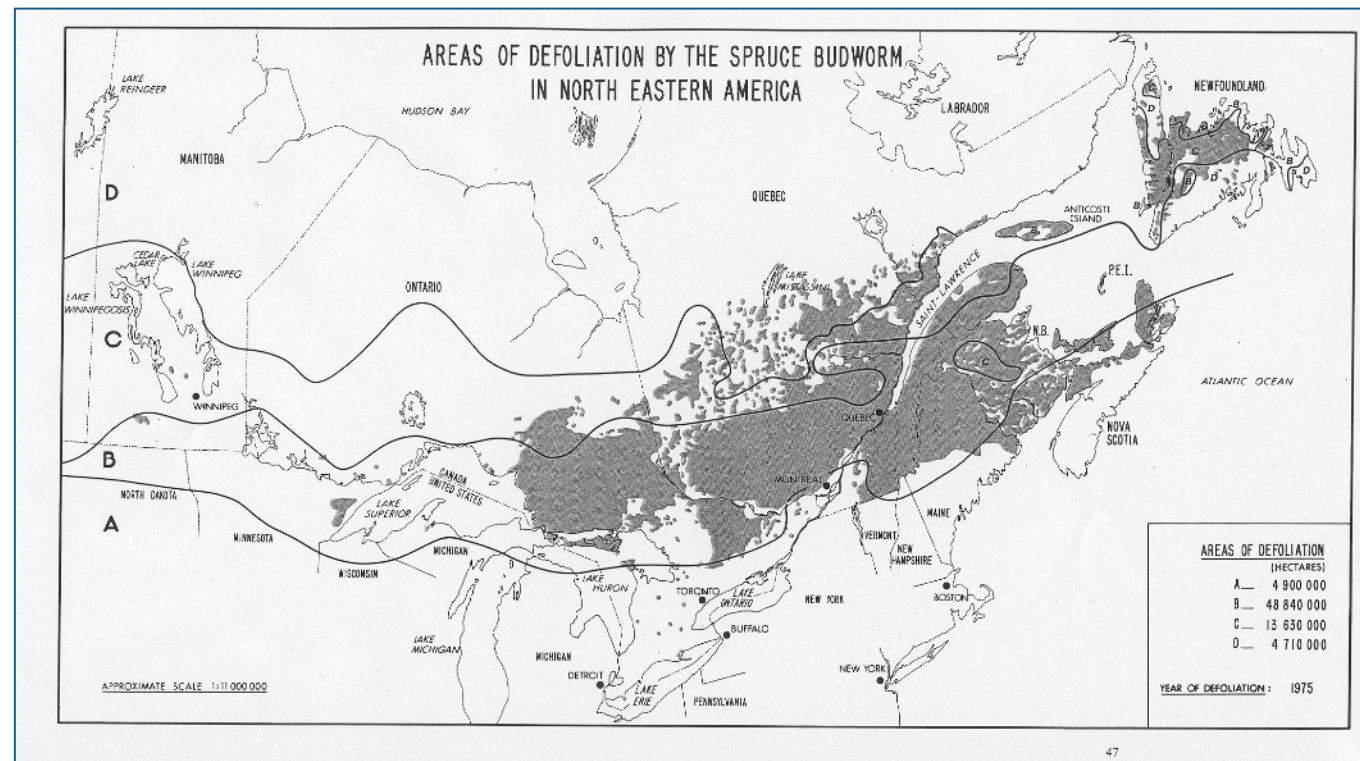 AREAS OF DEFOLIATION BY THE SPRUCE BUDWORM
IN NORTH EASTERN AMERICA
LAKE
REINDEER
HUDSON BAY
MANITOBA
LABRADOR
NEWFOUNDLAND
D
QUEBEC
ANTICOSTI
ISLAND
CEDAR
LAKE
LAKE
WINNIPEG
LAKE
WINNIPEGOSIS
ONTARIO
LAKE
MISTASSINI
SAINT-LAWRENCE
P.E.I.
N.B.
C
C
C
D
B
B
D
B
B
D
B
B
ATLANTIC OCEAN
WINNIPEG
QUEBEC
NOVA
SCOTIA
B
CANADA
UNITED STATES
MONTREAL
NORTH DAKOTA
LAKE
SUPERIOR
A
MINNESOTA
MICHIGAN
WISCONSIN
MAINE
VERMONT
NEW
HAMPSHIRE
LAKE
HURON
TORONTO
LAKE
ONTARIO
NEW YORK
BOSTON
BUFFALO
LAKE
MICHIGAN
MICHIGAN
DETROIT
LAKE
ERIE
PENNSYLVANIA
NEW YORK
APPROXIMATE SCALE 1:11 000 000
AREAS OF DEFOLIATION
(HECTARES)
A— 4 900 000
B— 48 840 000
C— 13 630 000
D— 4 710 000
YEAR OF DEFOLIATION : 1975
47